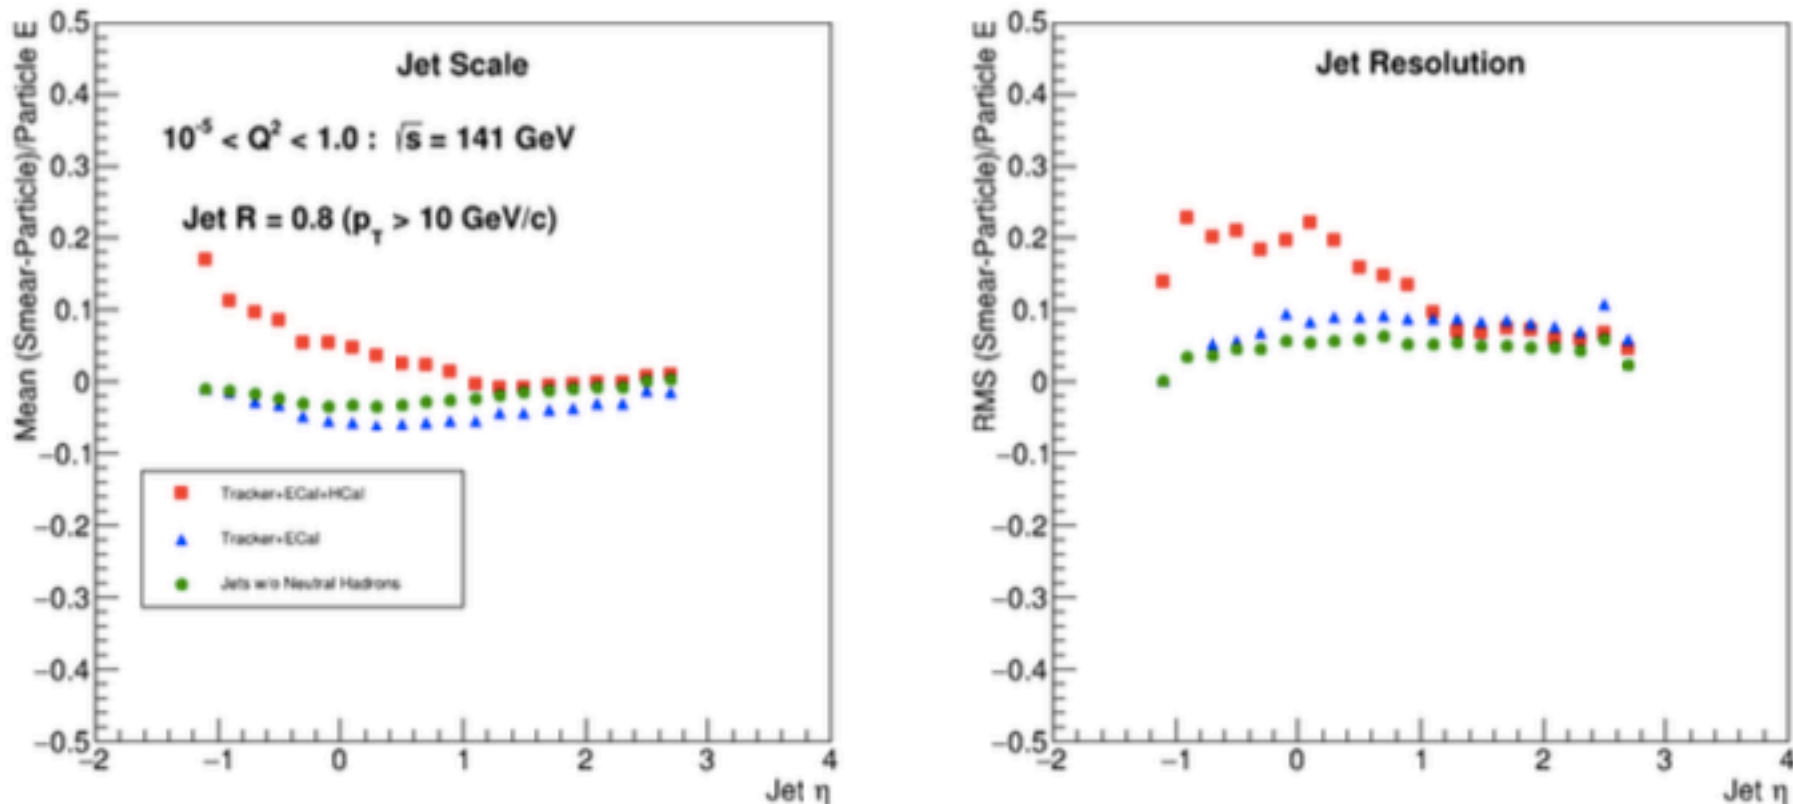 Mean (Smear-Particle)/Particle E
0.5
0.4
0.3
0.2
0.1
0
−0.1
−0.2
−0.3
−0.4
−0.5
Jet Scale
10^-5 < Q^2 < 1.0 : √s = 141 GeV
Jet R = 0.8 (p_T > 10 GeV/c)
Tracker+ECal+HCal
Tracker+ECal
Jets w/o Neutral Hadrons
−2 −1 0 1 2 3 4
Jet η
RMS (Smear-Particle)/Particle E
0.5
0.4
0.3
0.2
0.1
0
−0.1
−0.2
−0.3
−0.4
−0.5
Jet Resolution
−2 −1 0 1 2 3 4
Jet η